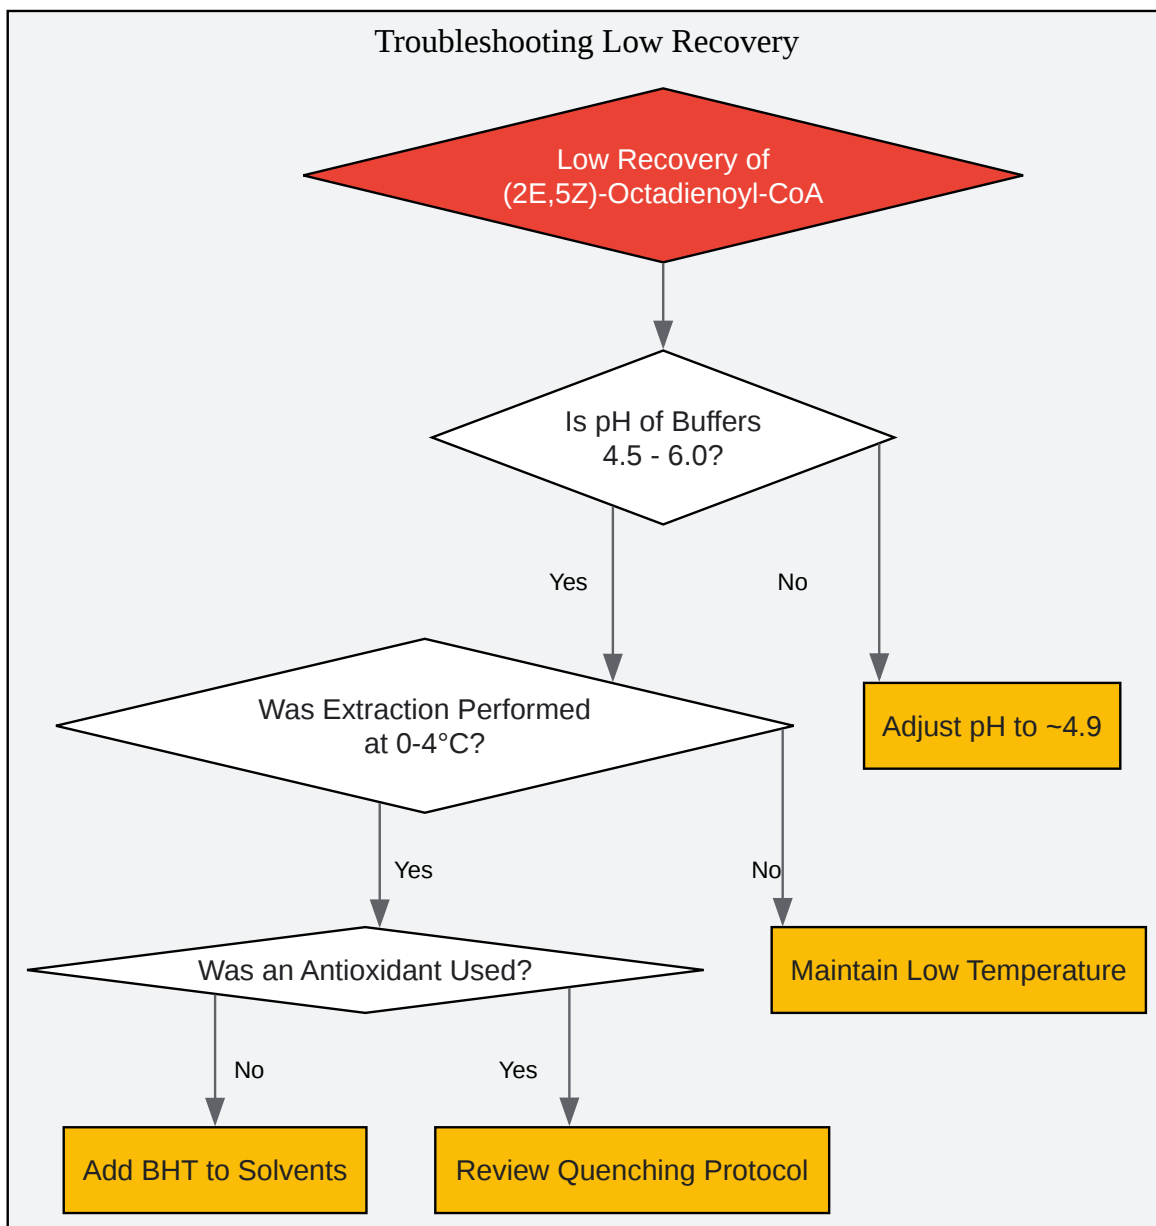 Troubleshooting Low Recovery
Low Recovery of
(2E,5Z)-Octadienoyl-CoA
Is pH of Buffers
4.5 - 6.0?
Yes
No
Was Extraction Performed
at 0-4°C?
Adjust pH to ~4.9
Yes
No
Was an Antioxidant Used?
Maintain Low Temperature
No
Yes
Add BHT to Solvents
Review Quenching Protocol